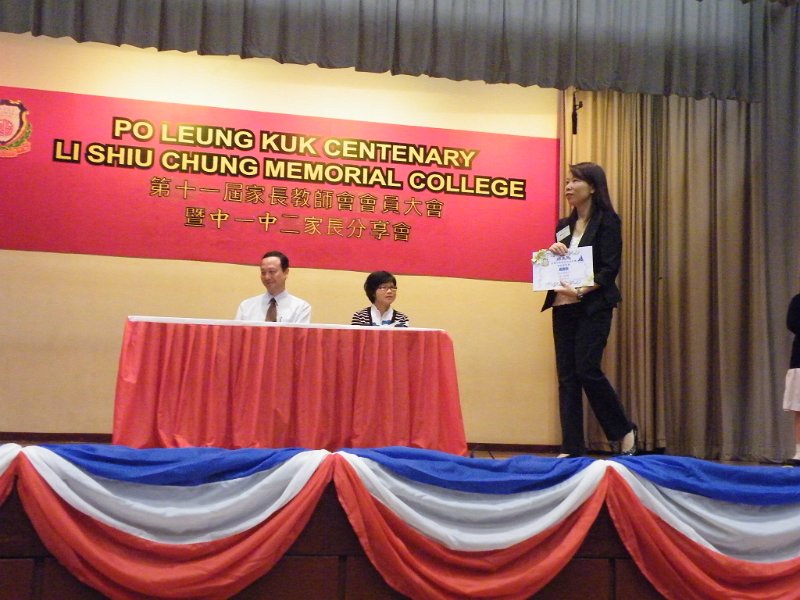 PO LEUNG KUK CENTENARY
LI SHIU CHUNG MEMORIAL COLLEGE
第十一屆家長教師會會員大會
暨中一中二家長分享會